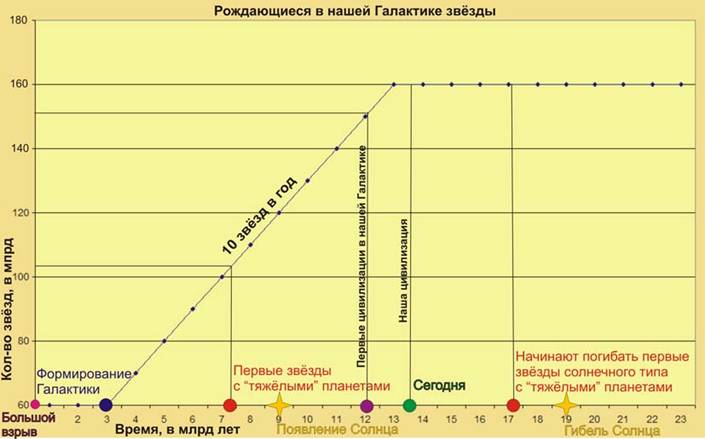 Рождающиеся в нашей Галактике звёзды
Кол-во звёзд, в мпрд
180
160
140
120
100
80
60
10 звёзд в год
Первые цивилизации в нашей Галактике
Наша цивилизация
Формирование
Галактики
Первые звёзды
с “тяжёлыми” планетами
Сегодня
Начинают погибать первые
звёзды солнечного типа
с “тяжёлыми” планетами
2 3 4 5 6 7 8 9 10 11 12 13 14 15 16 17 18 19 20 21 22 23
Большой
взрыв
Время, в млрд лет
Появление Солнца
Гибель Солнца